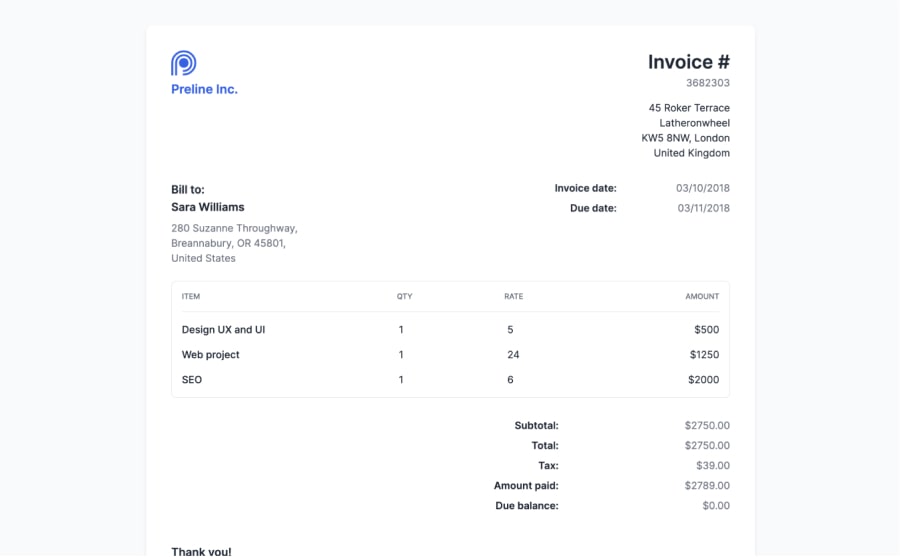 Preline Inc.
Invoice #
3682303
45 Roker Terrace
Latheronwheel
KW5 8NW, London
United Kingdom
Bill to:
Sara Williams
280 Suzanne Throughway,
Breannabury, OR 45801,
United States
Invoice date: 03/10/2018
Due date: 03/11/2018
ITEM QTY RATE AMOUNT
Design UX and UI 1 5 $500
Web project 1 24 $1250
SEO 1 6 $2000
Subtotal: $2750.00
Total: $2750.00
Tax: $39.00
Amount paid: $2789.00
Due balance: $0.00
Thank you!